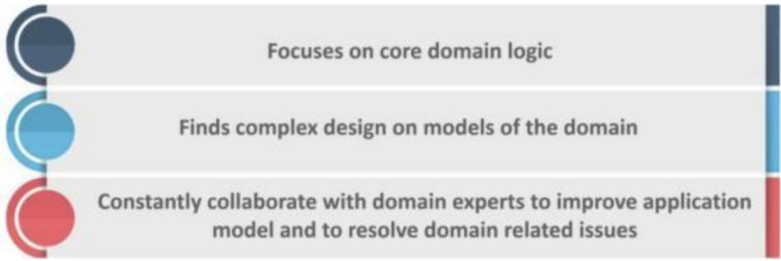 Focuses on core domain logic
Finds complex design on models of the domain
Constantly collaborate with domain experts to improve application
model and to resolve domain related issues